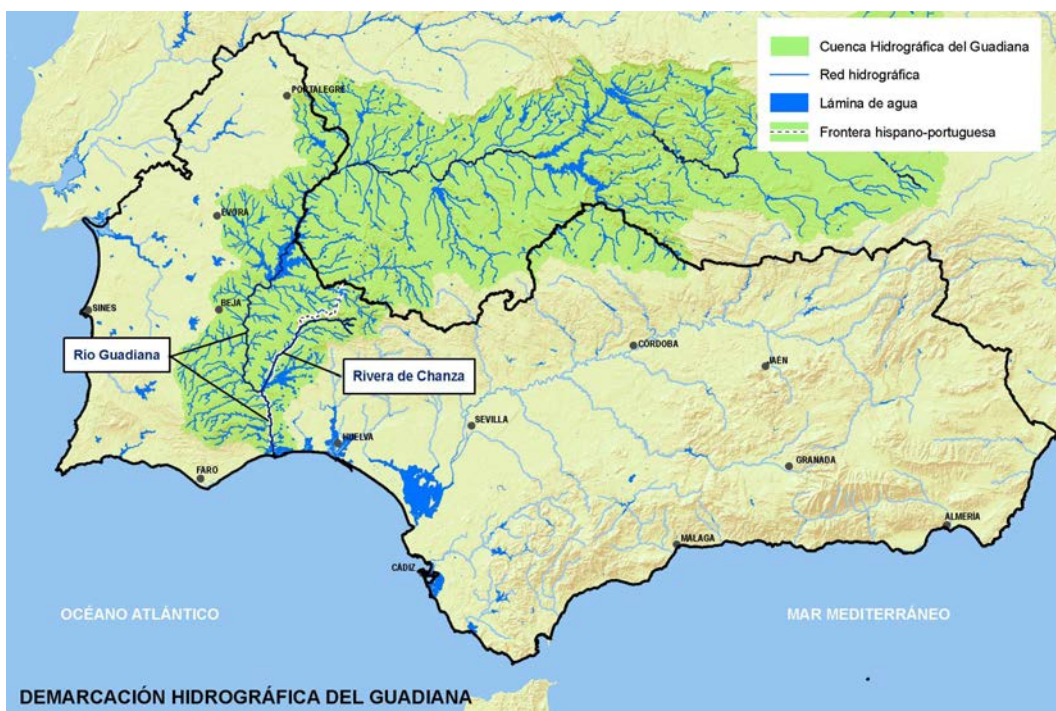 Cuenca Hidrográfica del Guadiana
Red hidrográfica
Lámina de agua
Frontera hispano-portuguesa
PORTALEGRE
ÉVORA
BEJA
SINES
Río Guadiana
Rivera de Chanza
CÓRDOBA
JAÉN
SEVILLA
HUELVA
GRANADA
FARO
ALMERÍA
MÁLAGA
CÁDIZ
OCÉANO ATLÁNTICO
MAR MEDITERRÁNEO
DEMARCACIÓN HIDROGRÁFICA DEL GUADIANA